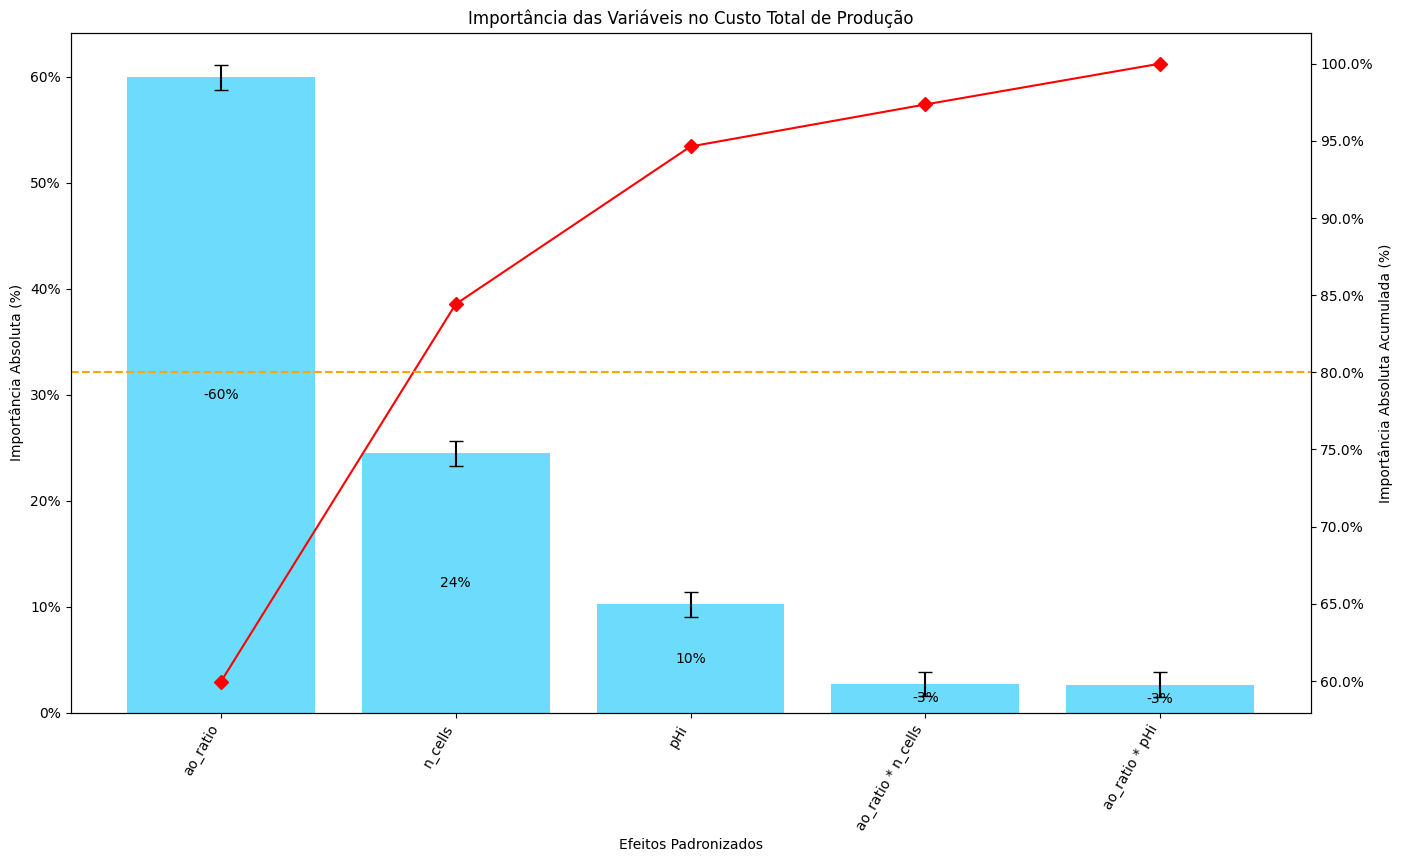 Importância das Variáveis no Custo Total de Produção
Importância Absoluta (%)
60%
50%
40%
30%
20%
10%
0%
-60%
24%
10%
-3%
-3%
100.0%
95.0%
90.0%
85.0%
80.0%
75.0%
70.0%
65.0%
60.0%
Importância Absoluta Acumulada (%)
ao_ratio
n_cells
pHi
ao_ratio * n_cells
ao_ratio * pHi
Efeitos Padronizados